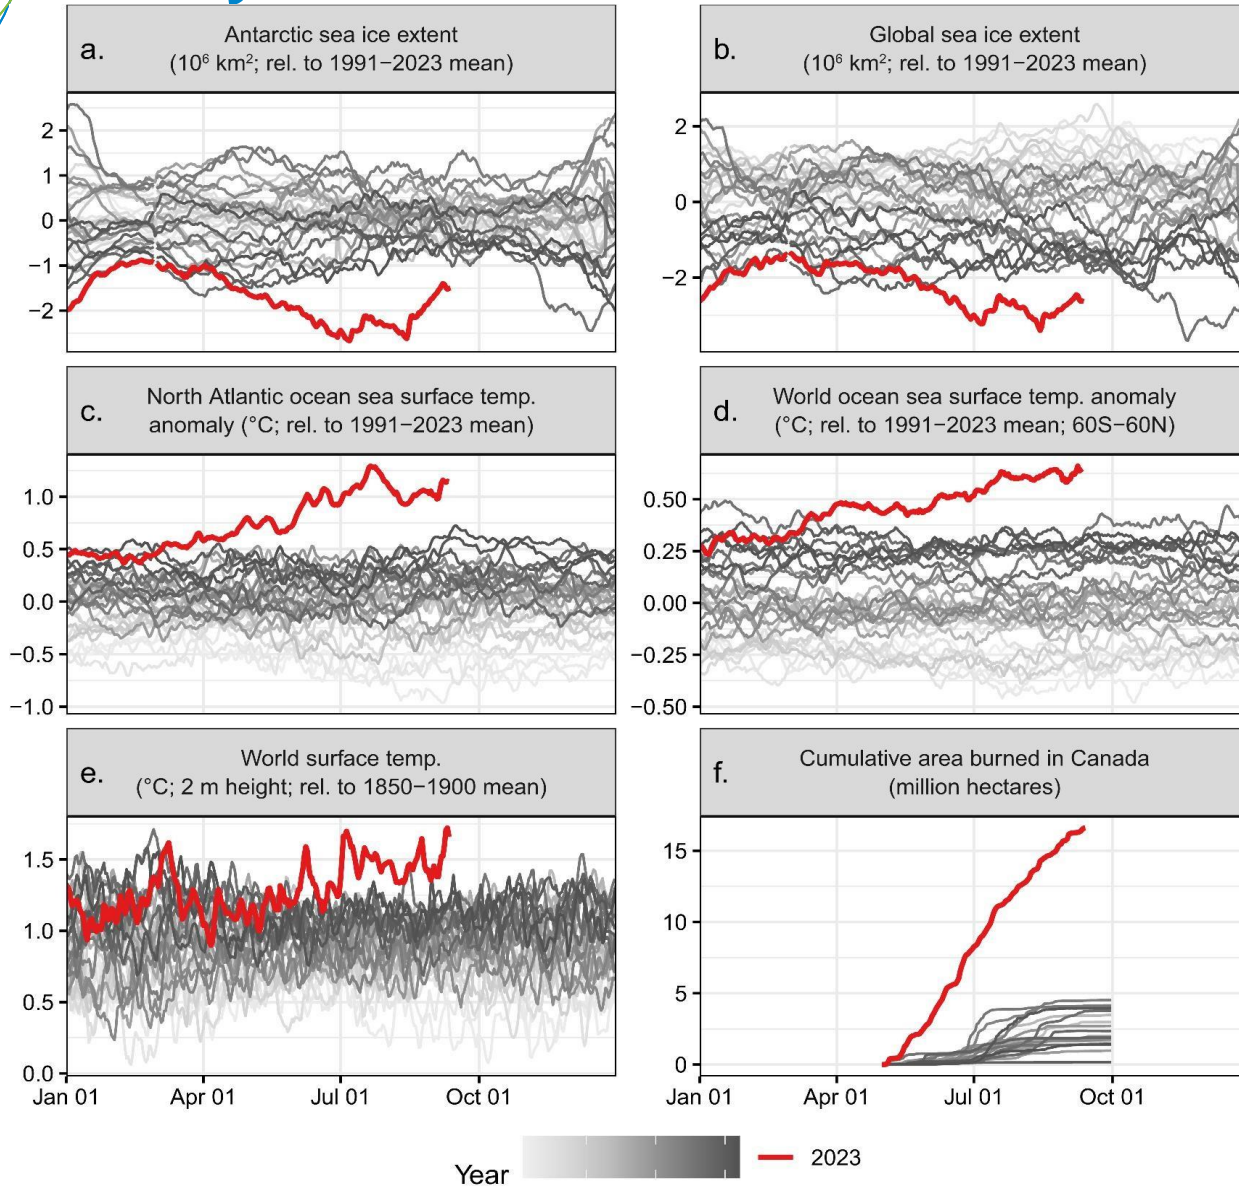 a.
Antarctic sea ice extent
(10⁶ km²; rel. to 1991−2023 mean)
2
1
0
−1
−2
b.
Global sea ice extent
(10⁶ km²; rel. to 1991−2023 mean)
2
0
−2
c.
North Atlantic ocean sea surface temp.
anomaly (°C; rel. to 1991−2023 mean)
1.0
0.5
0.0
−0.5
−1.0
d.
World ocean sea surface temp. anomaly
(°C; rel. to 1991−2023 mean; 60S−60N)
0.50
0.25
0.00
−0.25
−0.50
e.
World surface temp.
(°C; 2 m height; rel. to 1850−1900 mean)
1.5
1.0
0.5
0.0
Jan 01 Apr 01 Jul 01 Oct 01
f.
Cumulative area burned in Canada
(million hectares)
15
10
5
0
Jan 01 Apr 01 Jul 01 Oct 01
Year 2023